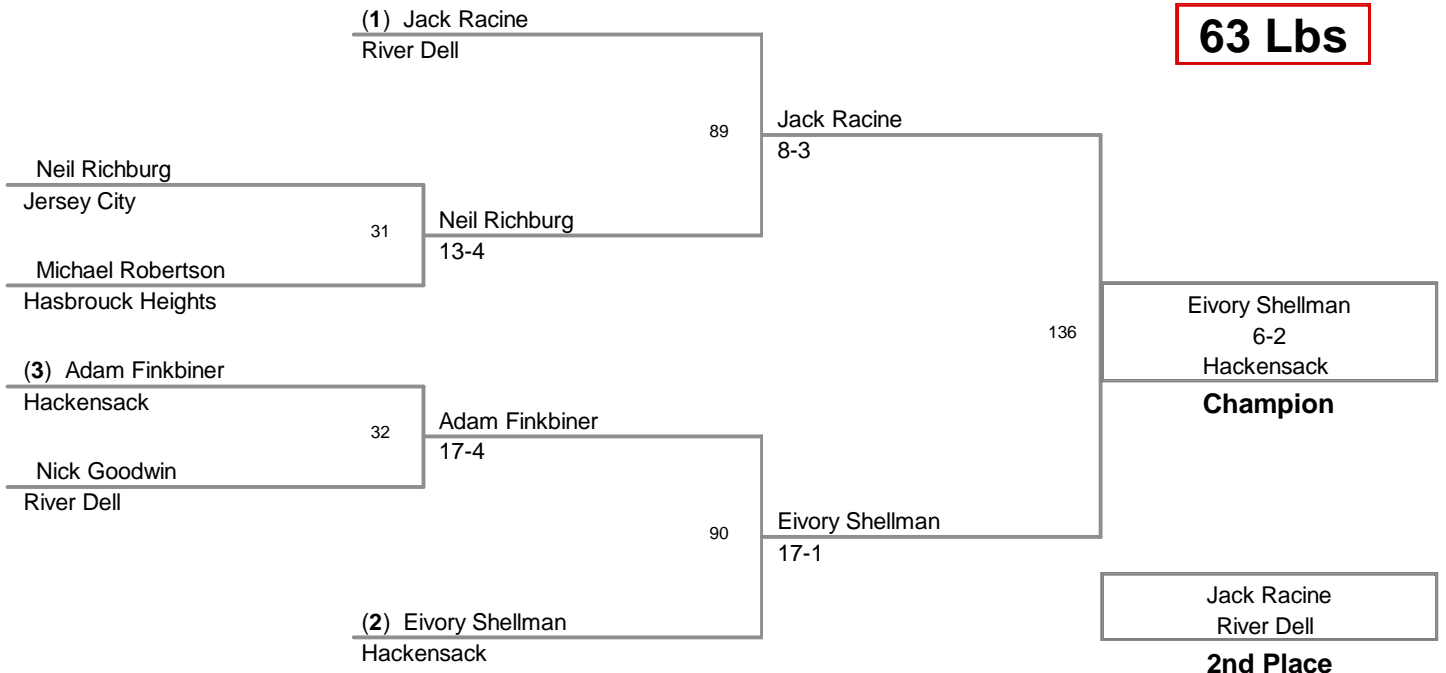 (1) Jack Racine
River Dell
63 Lbs
89
Jack Racine
8-3
Neil Richburg
Jersey City
31
Neil Richburg
13-4
Michael Robertson
Hasbrouck Heights
136
Eivory Shellman
6-2
Hackensack
Champion
(3) Adam Finkbiner
Hackensack
32
Adam Finkbiner
17-4
Nick Goodwin
River Dell
90
Eivory Shellman
17-1
(2) Eivory Shellman
Hackensack
Jack Racine
River Dell
2nd Place